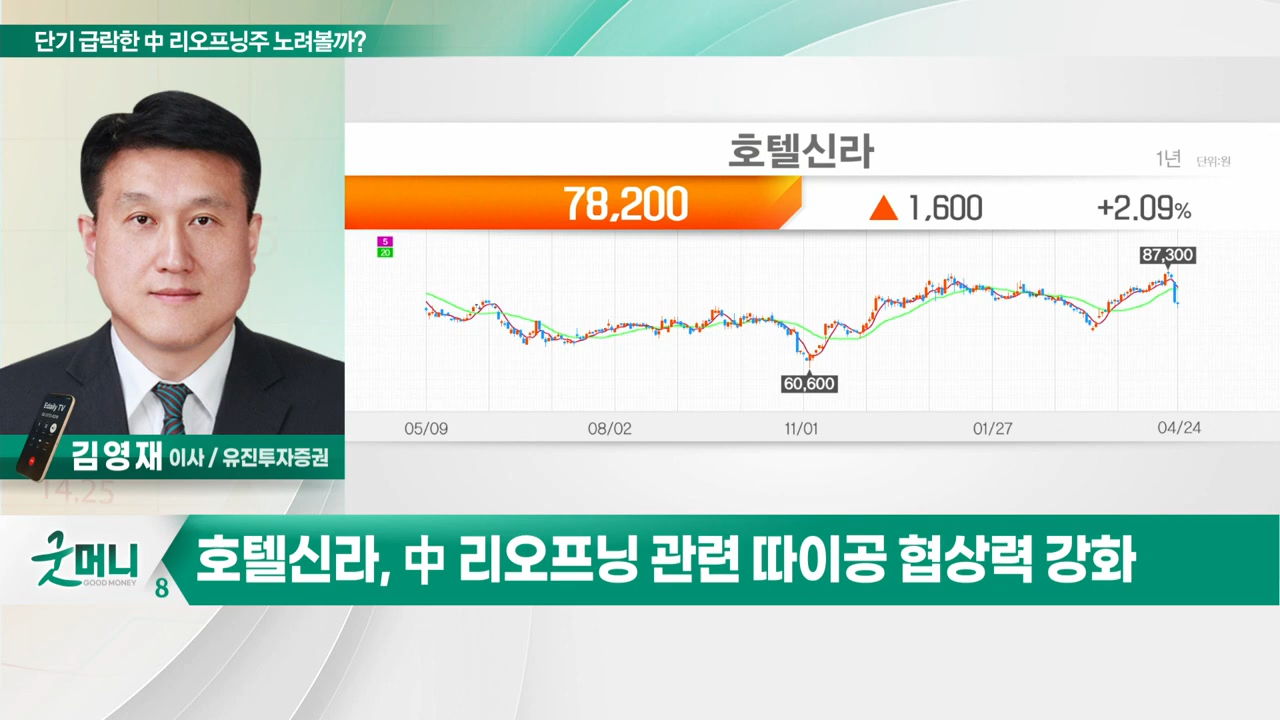 단기 급락한 中 리오프닝주 노려볼까?
호텔신라
1년 단위:원
78,200 ▲ 1,600 +2.09%
5
20
87,300
60,600
05/09 08/02 11/01 01/27 04/24
Edaily TV
김영재 이사 / 유진투자증권
14.25
호텔신라, 中 리오프닝 관련 따이공 협상력 강화
굿머니
GOOD MONEY
8